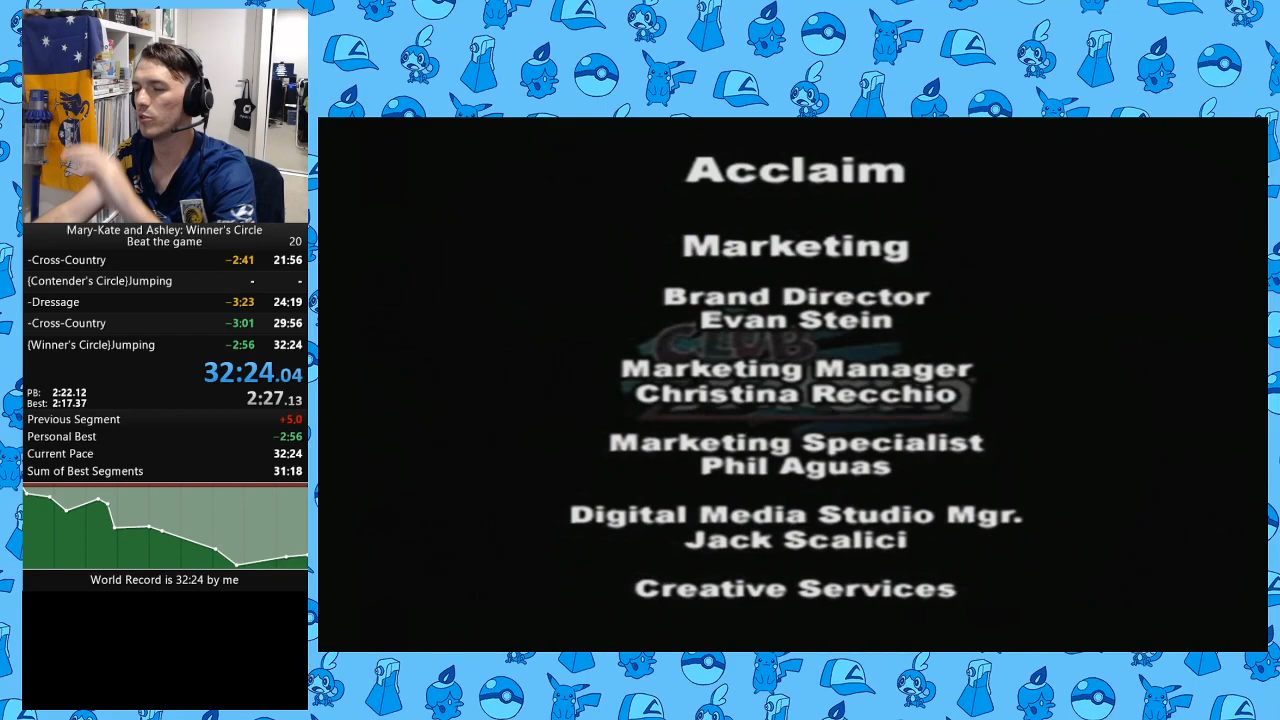 Mary-Kate and Ashley: Winner's Circle
Beat the game 20
-Cross-Country −2:41 21:56
{Contender's Circle}Jumping - -
-Dressage −3:23 24:19
-Cross-Country −3:01 29:56
{Winner's Circle}Jumping −2:56 32:24
32:24.04
PB: 2:22.12
Best: 2:17.37
2:27.13
Previous Segment +5,0
Personal Best −2:56
Current Pace 32:24
Sum of Best Segments 31:18
World Record is 32:24 by me
Acclaim
Marketing
Brand Director
Evan Stein
CLUB
Marketing Manager
Christina Recchio
Marketing Specialist
Phil Aguas
Digital Media Studio Mgr.
Jack Scalici
Creative Services